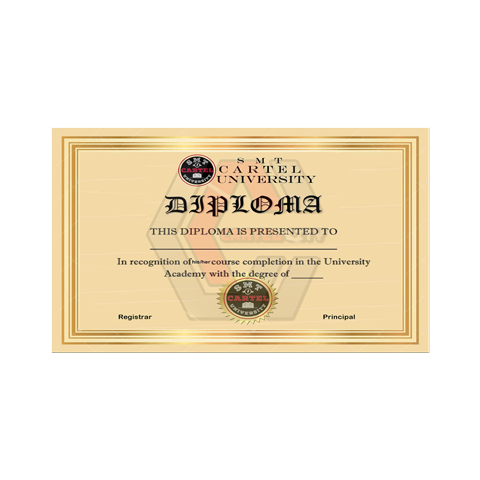 SMT
CARTEL
UNIVERSITY
SMT
CARTEL
UNIVERSITY
DIPLOMA
THIS DIPLOMA IS PRESENTED TO
In recognition of his/her course completion in the University
Academy with the degree of ______
SMT
CARTEL
UNIVERSITY
Registrar
Principal